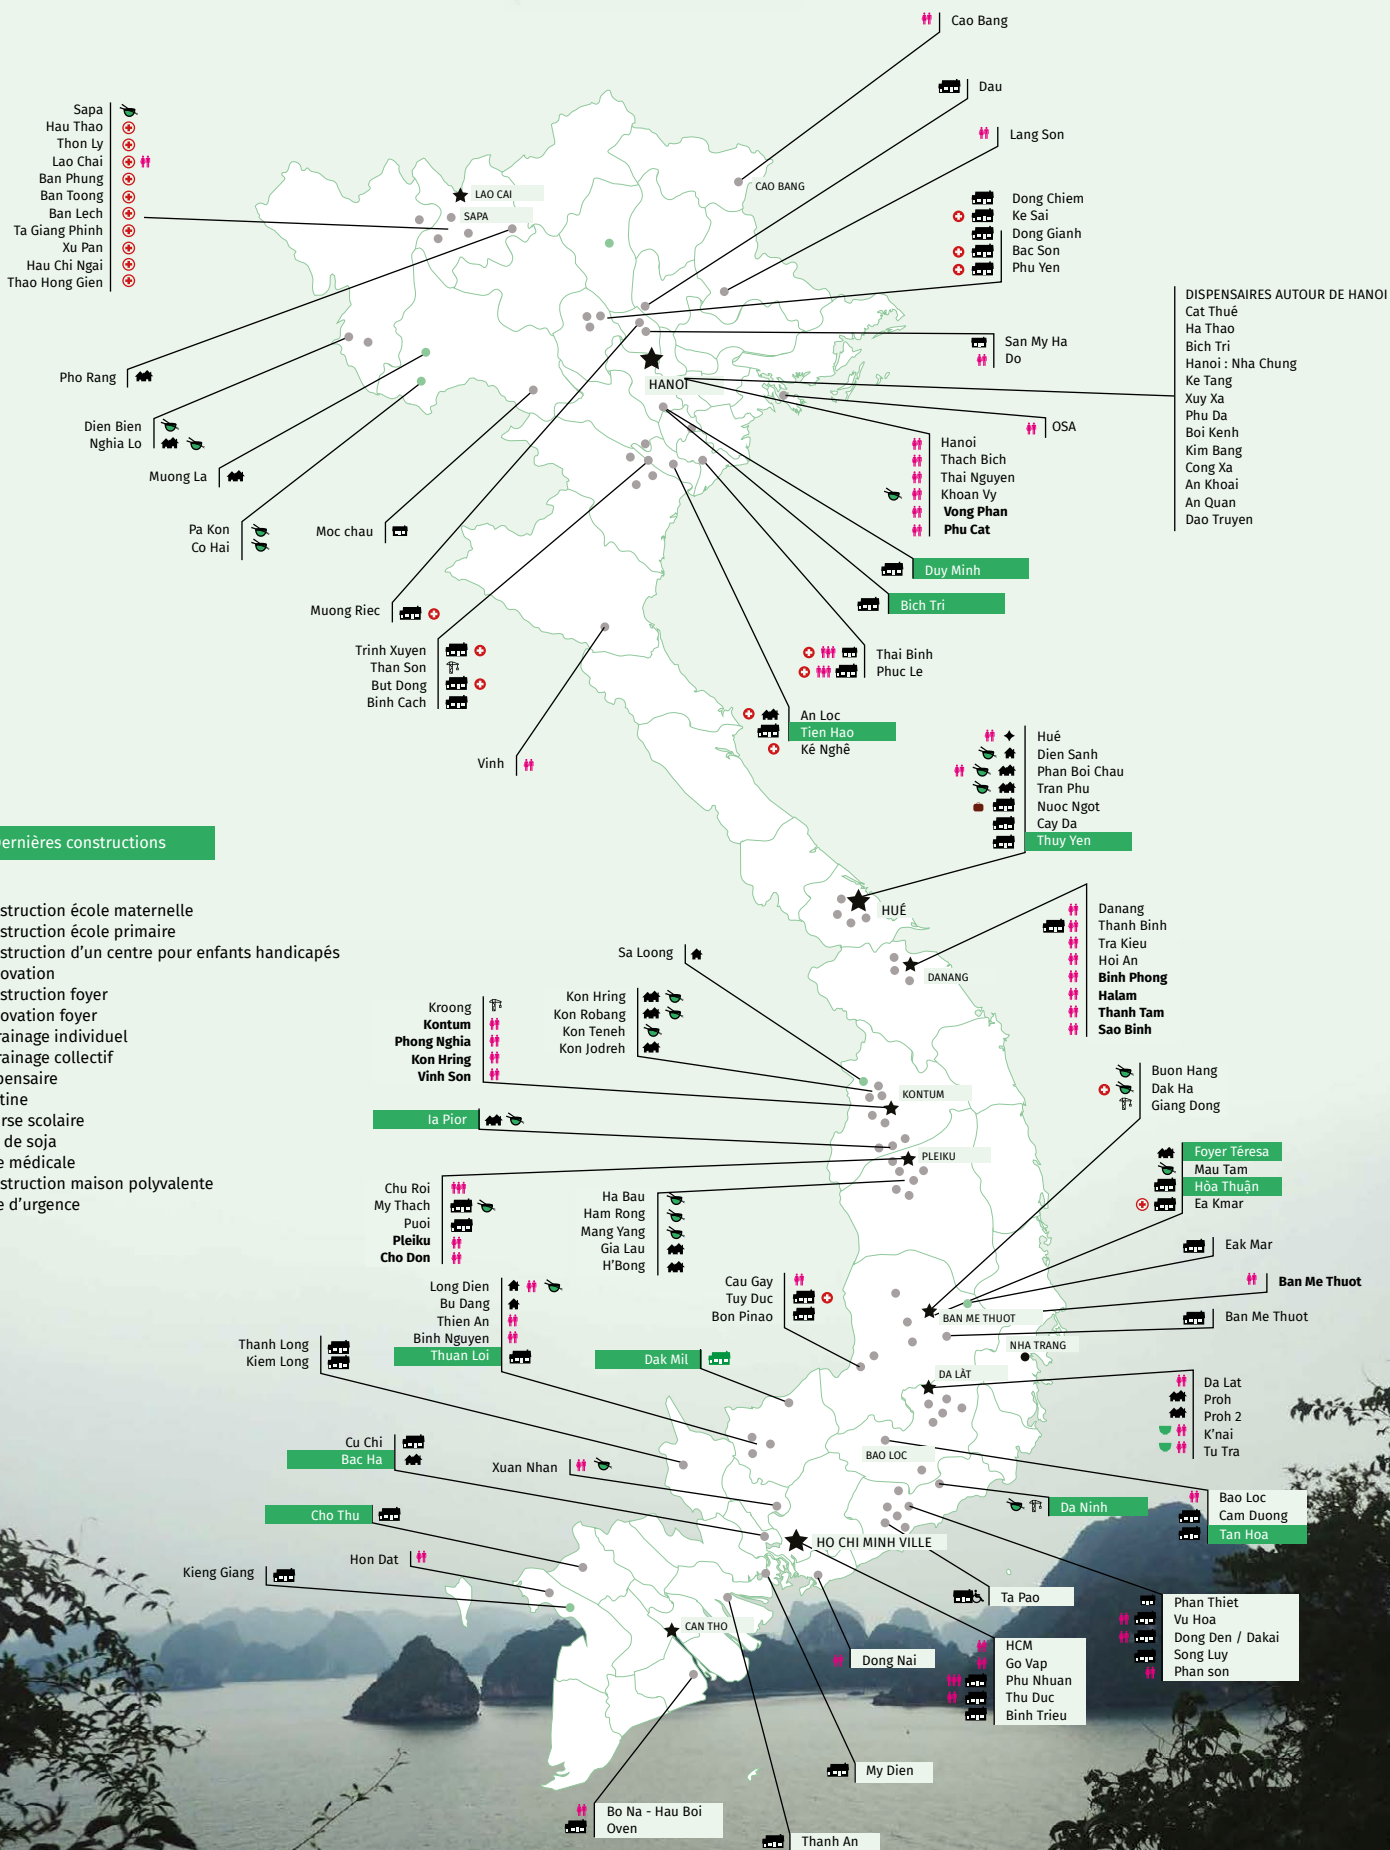 Cao Bang
Dau
Lang Son
Sapa
Hau Thao
Thon Ly
Lao Chai
Ban Phung
Ban Toong
Ban Lech
Ta Giang Phinh
Xu Pan
Hau Chi Ngai
Thao Hong Gien
LAO CAI
SAPA
CAO BANG
Dong Chiem
Ke Sai
Dong Gianh
Bac Son
Phu Yen
DISPENSAIRES AUTOUR DE HANOI
Cat Thué
Ha Thao
Bich Tri
Hanoi : Nha Chung
Ke Tang
Xuy Xa
Phu Da
Boi Kenh
Kim Bang
Cong Xa
An Khoai
An Quan
Dao Truyen
San My Ha
Do
HANOI
OSA
Pho Rang
Dien Bien
Nghia Lo
Muong La
Pa Kon
Co Hai
Moc chau
Hanoi
Thach Bich
Thai Nguyen
Khoan Vy
Vong Phan
Phu Cat
Duy Minh
Bich Tri
Muong Riec
Trinh Xuyen
Than Son
But Dong
Binh Cach
Thai Binh
Phuc Le
An Loc
Tien Hao
Ké Nghê
Vinh
Hué
Dien Sanh
Phan Boi Chau
Tran Phu
Nuoc Ngot
Cay Da
Thuy Yen
ernières constructions
struction école maternelle
struction école primaire
struction d'un centre pour enfants handicapés
ovation
struction foyer
ovation foyer
rainage individuel
rainage collectif
pensaire
tine
rse scolaire
de soja
e médicale
struction maison polyvalente
e d'urgence
HUÉ
DANANG
Danang
Thanh Binh
Tra Kieu
Hoi An
Binh Phong
Halam
Thanh Tam
Sao Binh
Sa Loong
Kon Hring
Kon Robang
Kon Teneh
Kon Jodreh
Kroong
Kontum
Phong Nghia
Kon Hring
Vinh Son
KONTUM
Ia Pior
PLEIKU
Buon Hang
Dak Ha
Giang Dong
Foyer Téresa
Mau Tam
Hòa Thuận
Ea Kmar
Chu Roi
My Thach
Puoi
Pleiku
Cho Don
Ha Bau
Ham Rong
Mang Yang
Gia Lau
H'Bong
Eak Mar
Ban Me Thuot
Ban Me Thuot
Long Dien
Bu Dang
Thien An
Binh Nguyen
Thuan Loi
Cau Gay
Tuy Duc
Bon Pinao
BAN ME THUOT
NHA TRANG
Thanh Long
Kiem Long
Dak Mil
DA LÀT
Da Lat
Proh
Proh 2
K'nai
Tu Tra
Cu Chi
Bac Ha
Xuan Nhan
BAO LOC
Bao Loc
Cam Duong
Tan Hoa
Da Ninh
Cho Thu
HO CHI MINH VILLE
Hon Dat
Kieng Giang
CAN THO
Ta Pao
Phan Thiet
Vu Hoa
Dong Den / Dakai
Song Luy
Phan son
Dong Nai
HCM
Go Vap
Phu Nhuan
Thu Duc
Binh Trieu
My Dien
Bo Na - Hau Boi
Oven
Thanh An